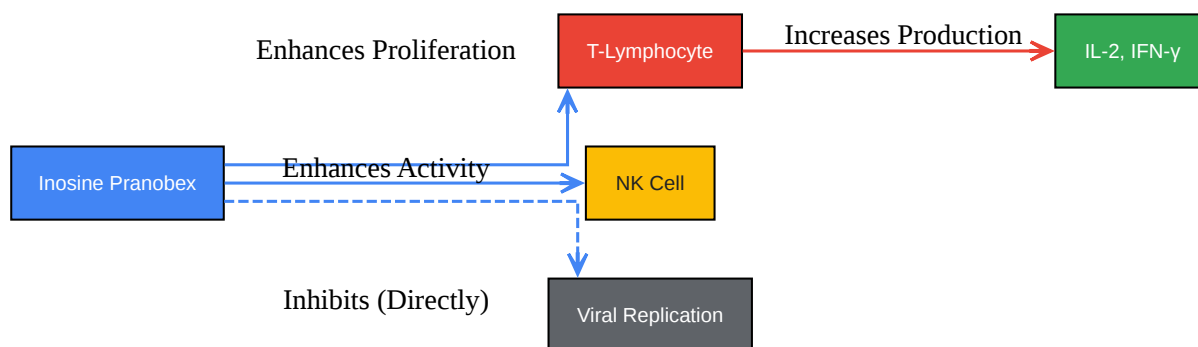 Enhances Proliferation
T-Lymphocyte
Increases Production
IL-2, IFN-γ
Inosine Pranobex
Enhances Activity
NK Cell
Inhibits (Directly)
Viral Replication